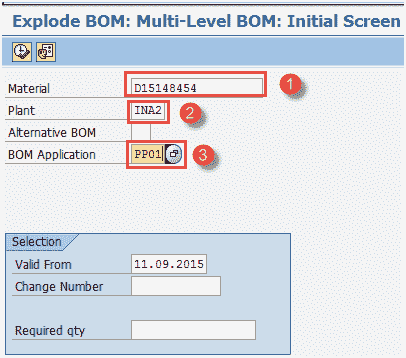 Explode BOM: Multi-Level BOM: Initial Screen
Material D15148454 1
Plant INA2 2
Alternative BOM
BOM Application PP01 3
Selection
Valid From 11.09.2015
Change Number
Required qty